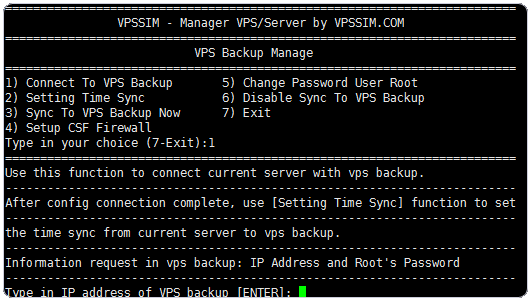 ==========================================================================
VPSSIM - Manager VPS/Server by VPSSIM.COM
==========================================================================
VPS Backup Manage
==========================================================================
1) Connect To VPS Backup 5) Change Password User Root
2) Setting Time Sync 6) Disable Sync To VPS Backup
3) Sync To VPS Backup Now 7) Exit
4) Setup CSF Firewall
Type in your choice (7-Exit):1
==========================================================================
Use this function to connect current server with vps backup.
--------------------------------------------------------------------------
After config connection complete, use [Setting Time Sync] function to set
--------------------------------------------------------------------------
the time sync from current server to vps backup.
--------------------------------------------------------------------------
Information request in vps backup: IP Address and Root's Password
--------------------------------------------------------------------------
Type in IP address of VPS backup [ENTER]: